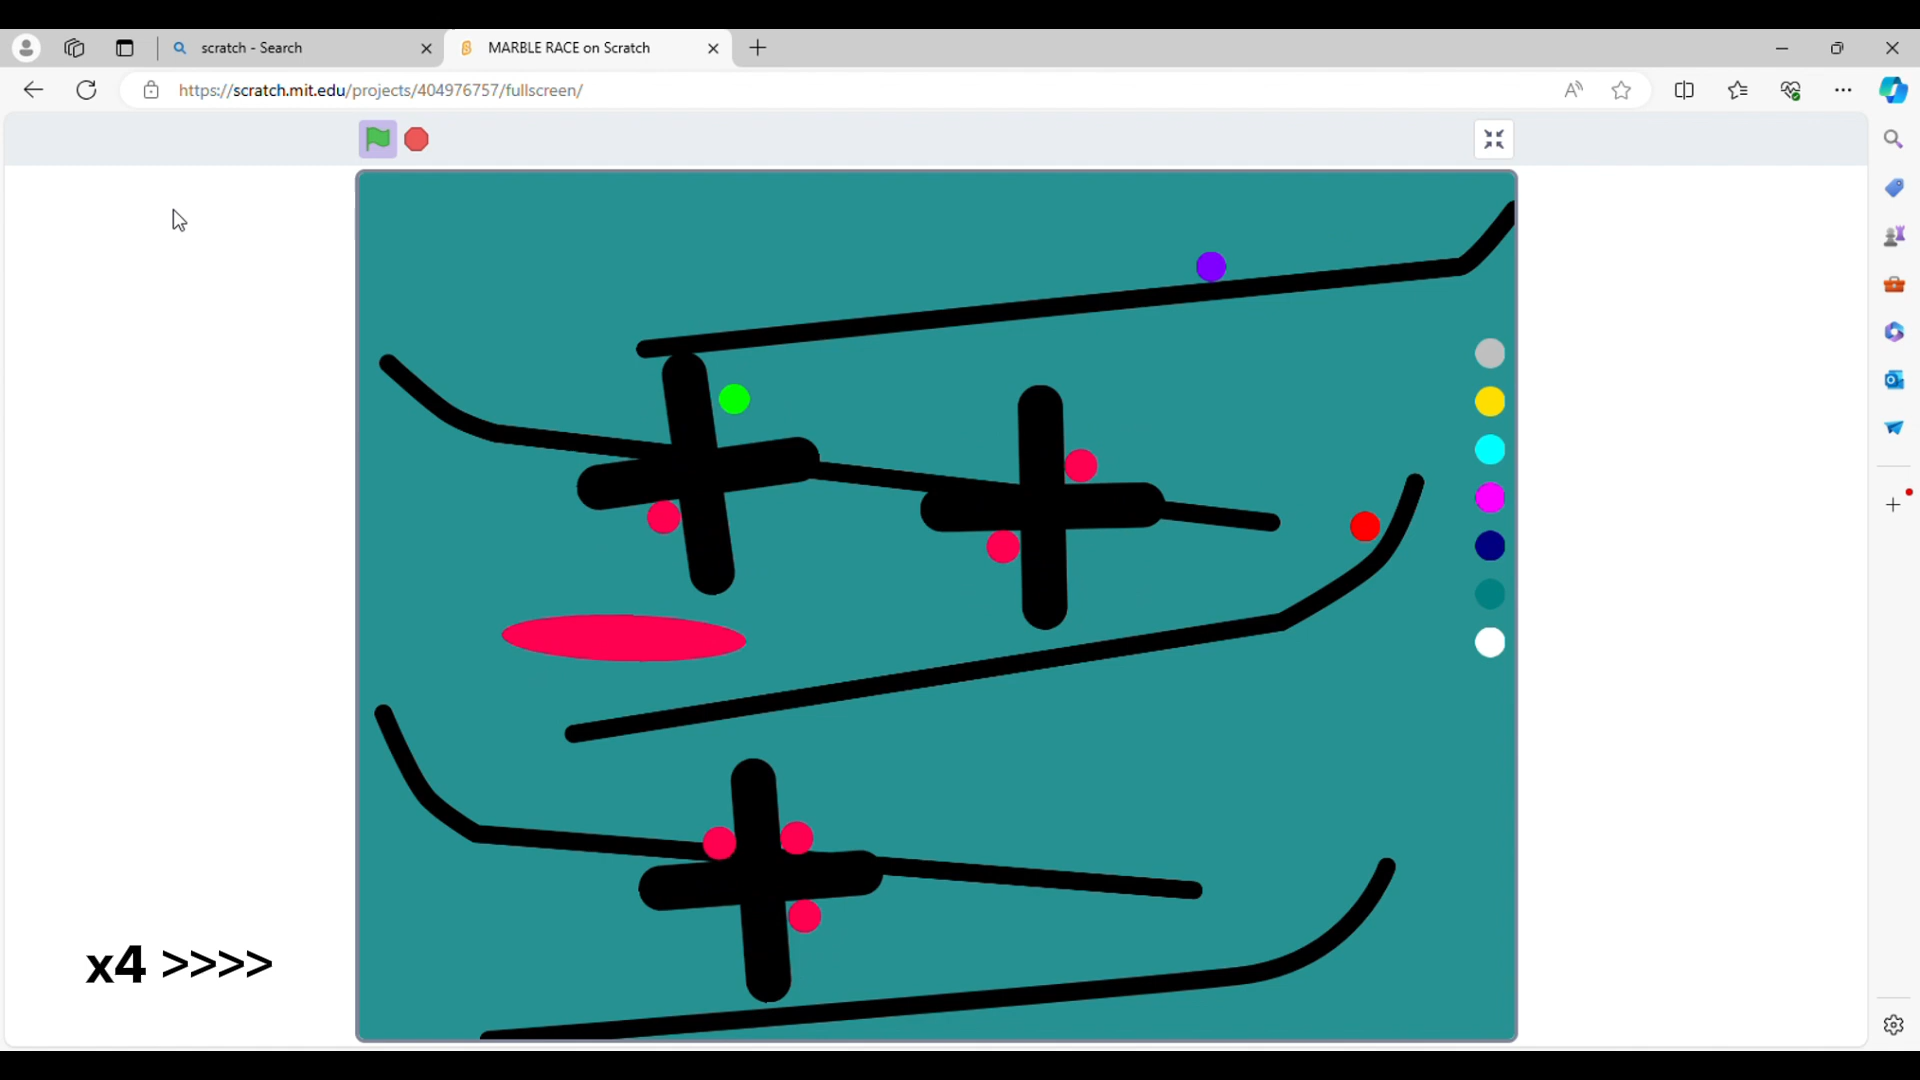 scratch - Search
MARBLE RACE on Scratch
https://scratch.mit.edu/projects/404976757/fullscreen/
x4 >>>>